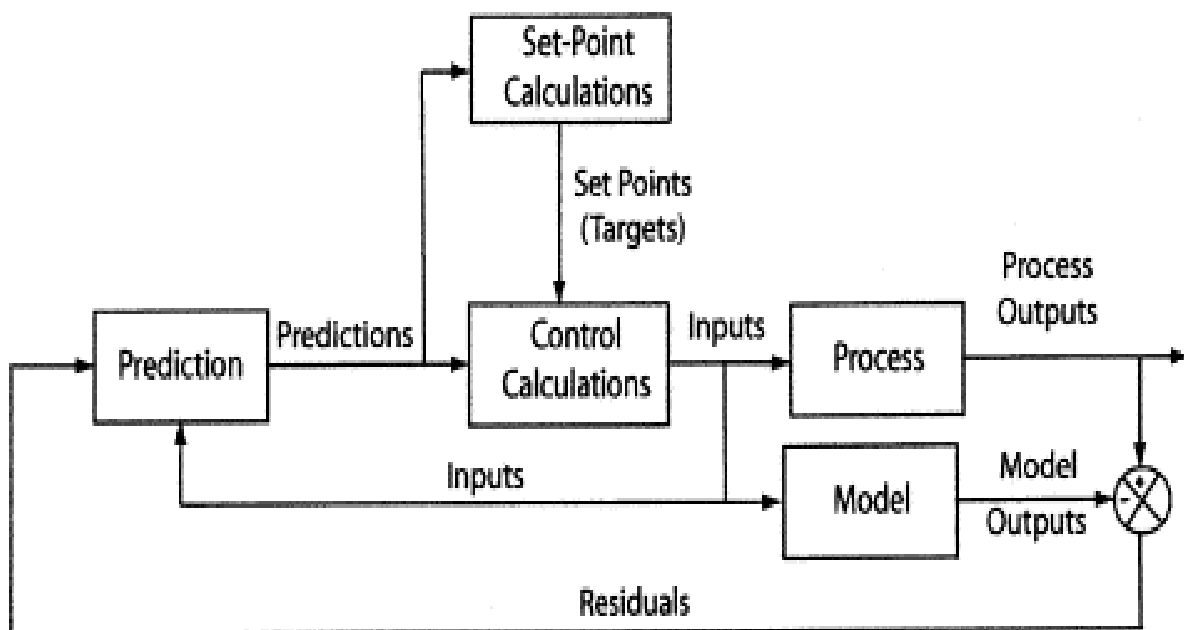 Set-Point
Calculations
Set Points
(Targets)
Process
Outputs
Prediction
Predictions
Control
Calculations
Inputs
Process
Inputs
Model
Model
Outputs
Residuals